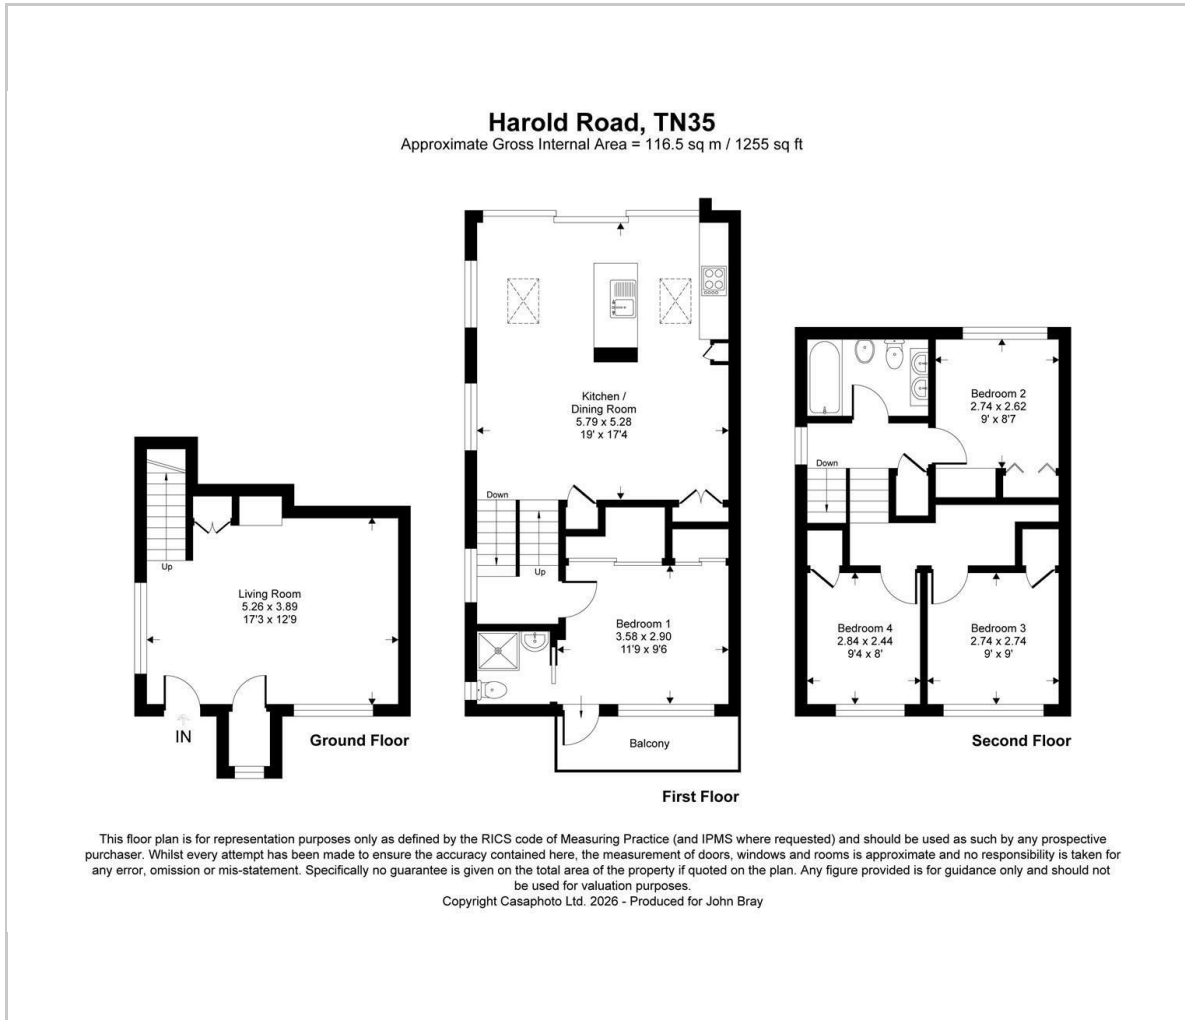 Harold Road, TN35
Approximate Gross Internal Area = 116.5 sq m / 1255 sq ft
Up
Living Room
5.26 x 3.89
17'3 x 12'9
IN
Ground Floor
Kitchen /
Dining Room
5.79 x 5.28
19' x 17'4
Down
Up
Bedroom 1
3.58 x 2.90
11'9 x 9'6
Balcony
First Floor
Bedroom 2
2.74 x 2.62
9' x 8'7
Down
Bedroom 4
2.84 x 2.44
9'4 x 8'
Bedroom 3
2.74 x 2.74
9' x 9'
Second Floor
This floor plan is for representation purposes only as defined by the RICS code of Measuring Practice (and IPMS where requested) and should be used as such by any prospective
purchaser. Whilst every attempt has been made to ensure the accuracy contained here, the measurement of doors, windows and rooms is approximate and no responsibility is taken for
any error, omission or mis-statement. Specifically no guarantee is given on the total area of the property if quoted on the plan. Any figure provided is for guidance only and should not
be used for valuation purposes.
Copyright Casaphoto Ltd. 2026 - Produced for John Bray